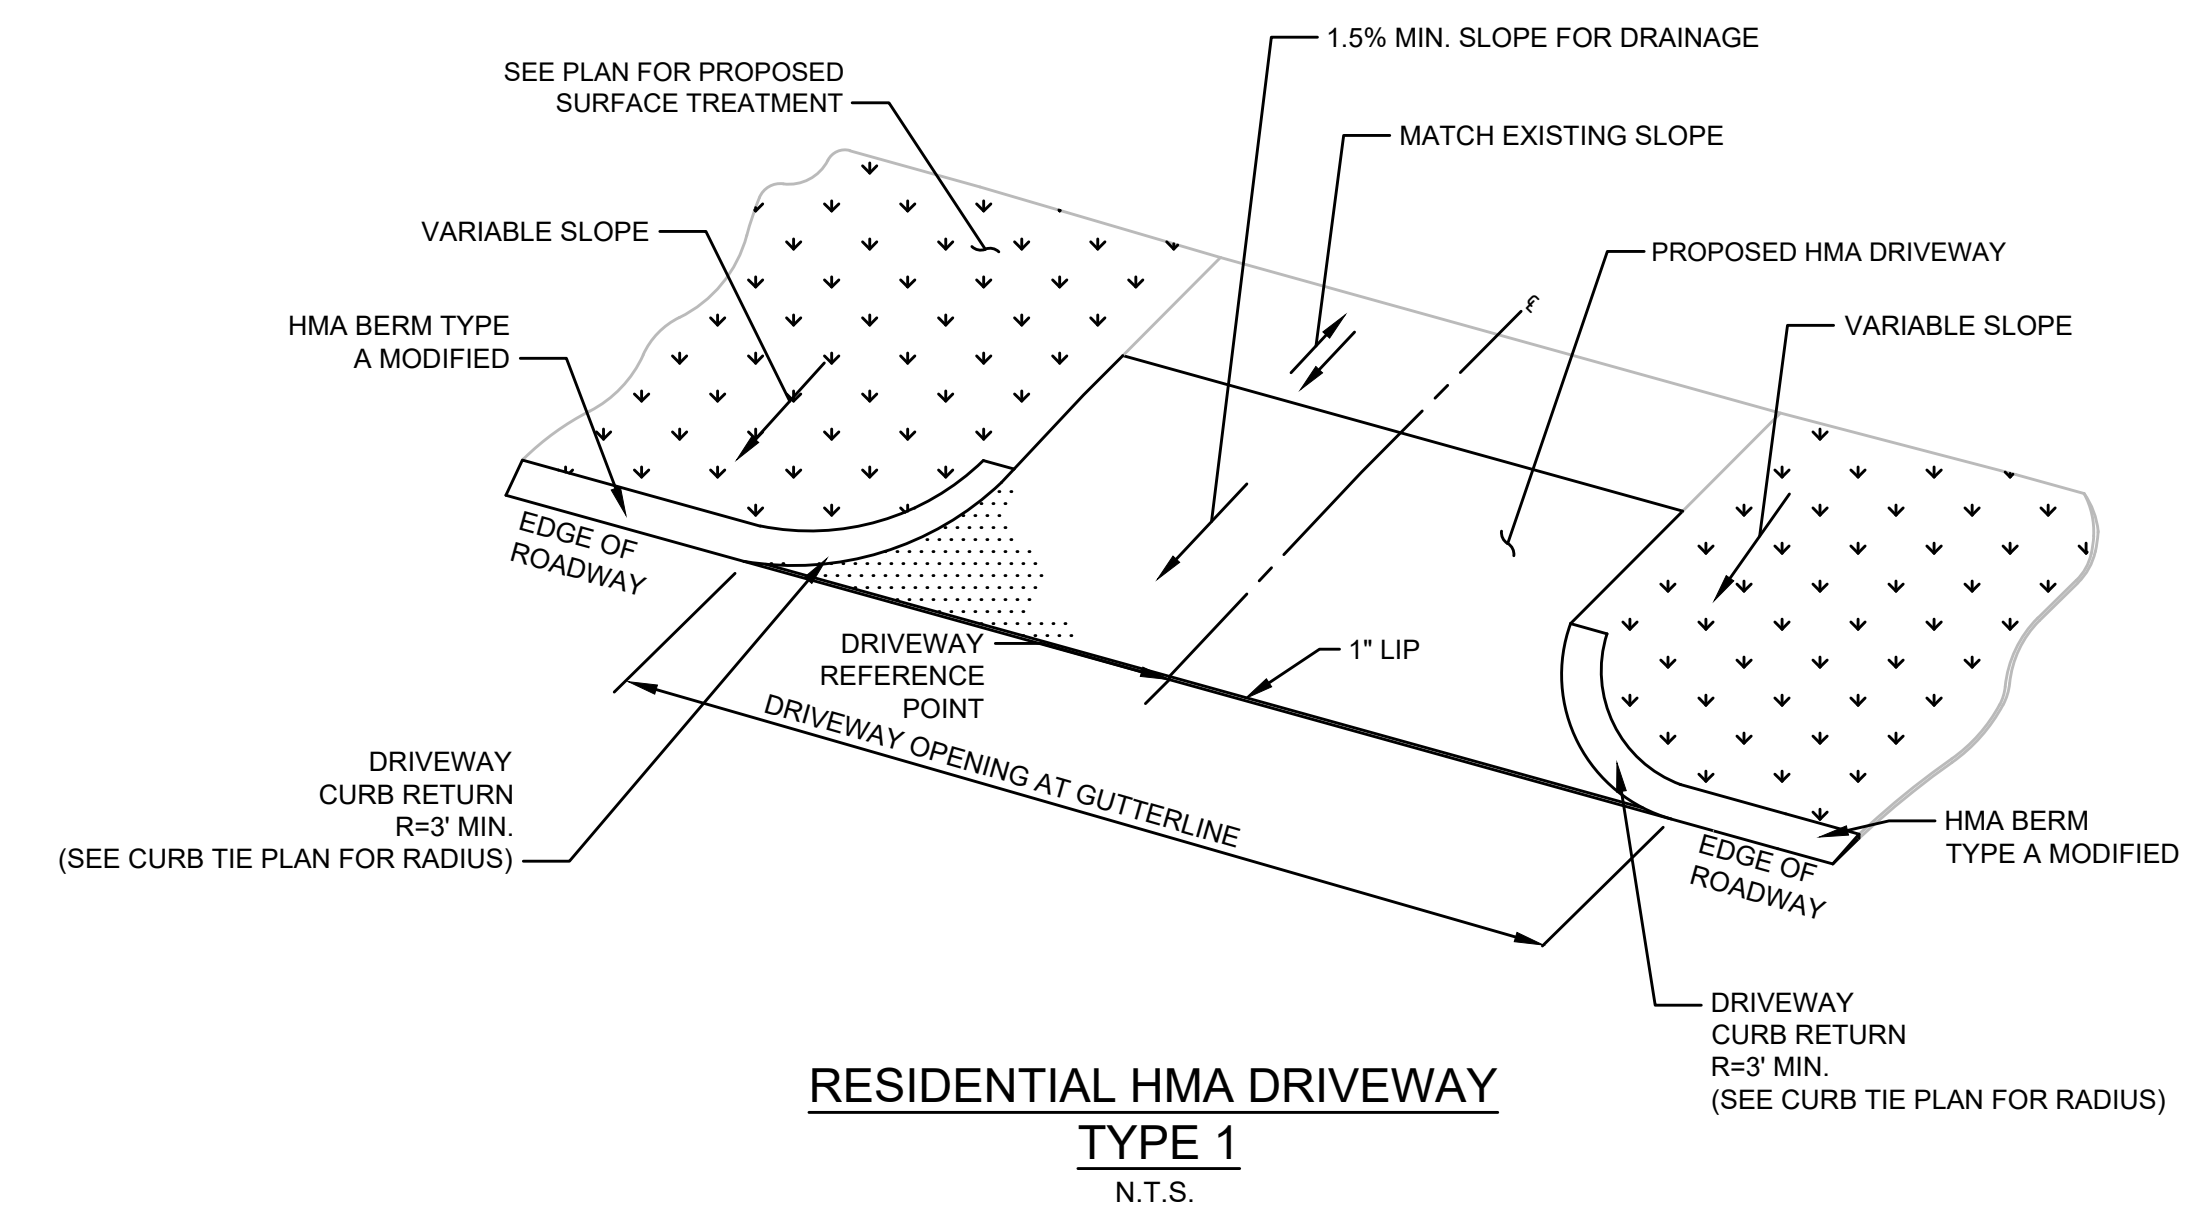 1.5% MIN. SLOPE FOR DRAINAGE
SEE PLAN FOR PROPOSED
SURFACE TREATMENT
MATCH EXISTING SLOPE
VARIABLE SLOPE
PROPOSED HMA DRIVEWAY
HMA BERM TYPE
A MODIFIED
VARIABLE SLOPE
℄
EDGE OF
ROADWAY
DRIVEWAY
REFERENCE
POINT
1" LIP
DRIVEWAY OPENING AT GUTTERLINE
DRIVEWAY
CURB RETURN
R=3' MIN.
(SEE CURB TIE PLAN FOR RADIUS)
HMA BERM
TYPE A MODIFIED
EDGE OF
ROADWAY
DRIVEWAY
CURB RETURN
R=3' MIN.
(SEE CURB TIE PLAN FOR RADIUS)
RESIDENTIAL HMA DRIVEWAY
TYPE 1
N.T.S.